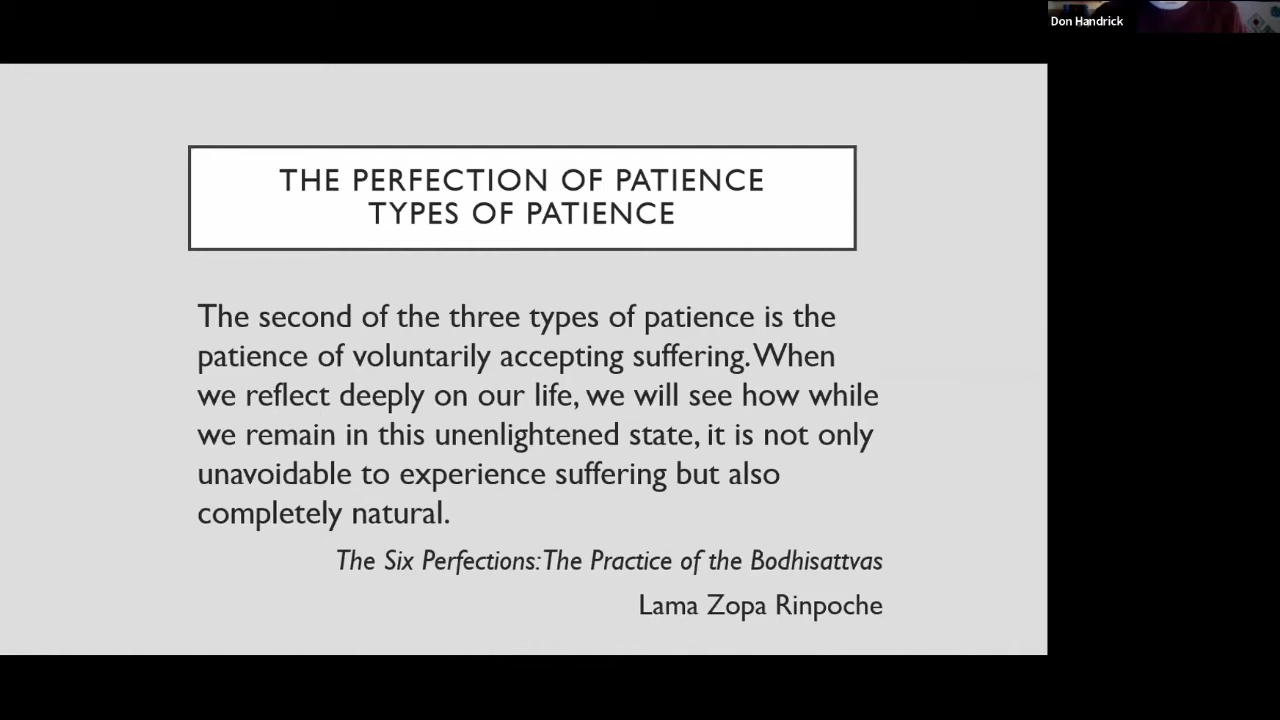 Don Handrick
THE PERFECTION OF PATIENCE
TYPES OF PATIENCE
The second of the three types of patience is the
patience of voluntarily accepting suffering. When
we reflect deeply on our life, we will see how while
we remain in this unenlightened state, it is not only
unavoidable to experience suffering but also
completely natural.
The Six Perfections: The Practice of the Bodhisattvas
Lama Zopa Rinpoche